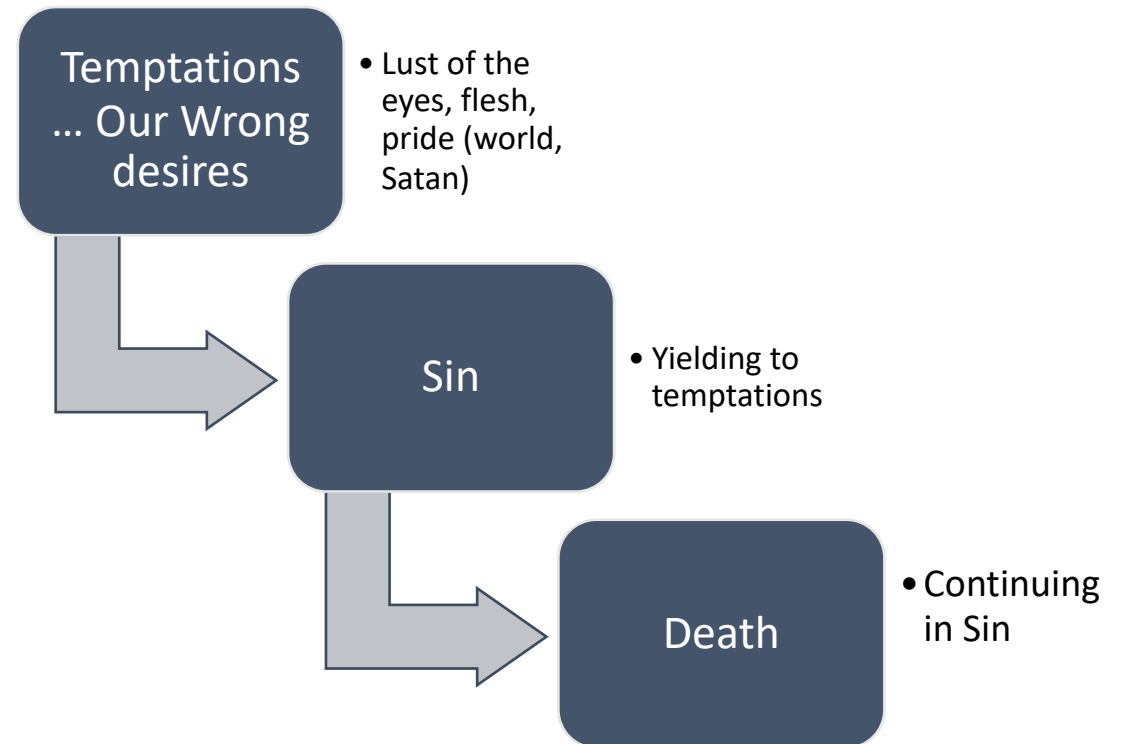 Temptations
... Our Wrong
desires
• Lust of the
eyes, flesh,
pride (world,
Satan)
Sin
• Yielding to
temptations
Death
• Continuing
in Sin